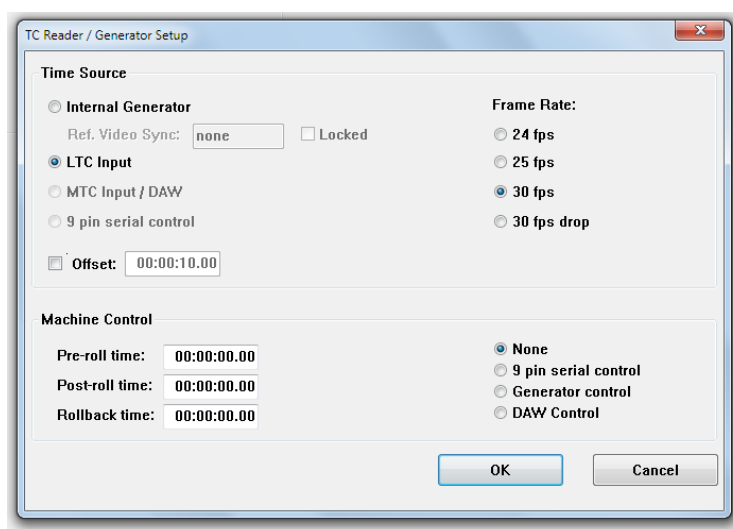 TC Reader / Generator Setup
Time Source
Internal Generator
Ref. Video Sync: none Locked
LTC Input
MTC Input / DAW
9 pin serial control
Offset: 00:00:10.00
Frame Rate:
24 fps
25 fps
30 fps
30 fps drop
Machine Control
Pre-roll time: 00:00:00.00
Post-roll time: 00:00:00.00
Rollback time: 00:00:00.00
None
9 pin serial control
Generator control
DAW Control
OK Cancel